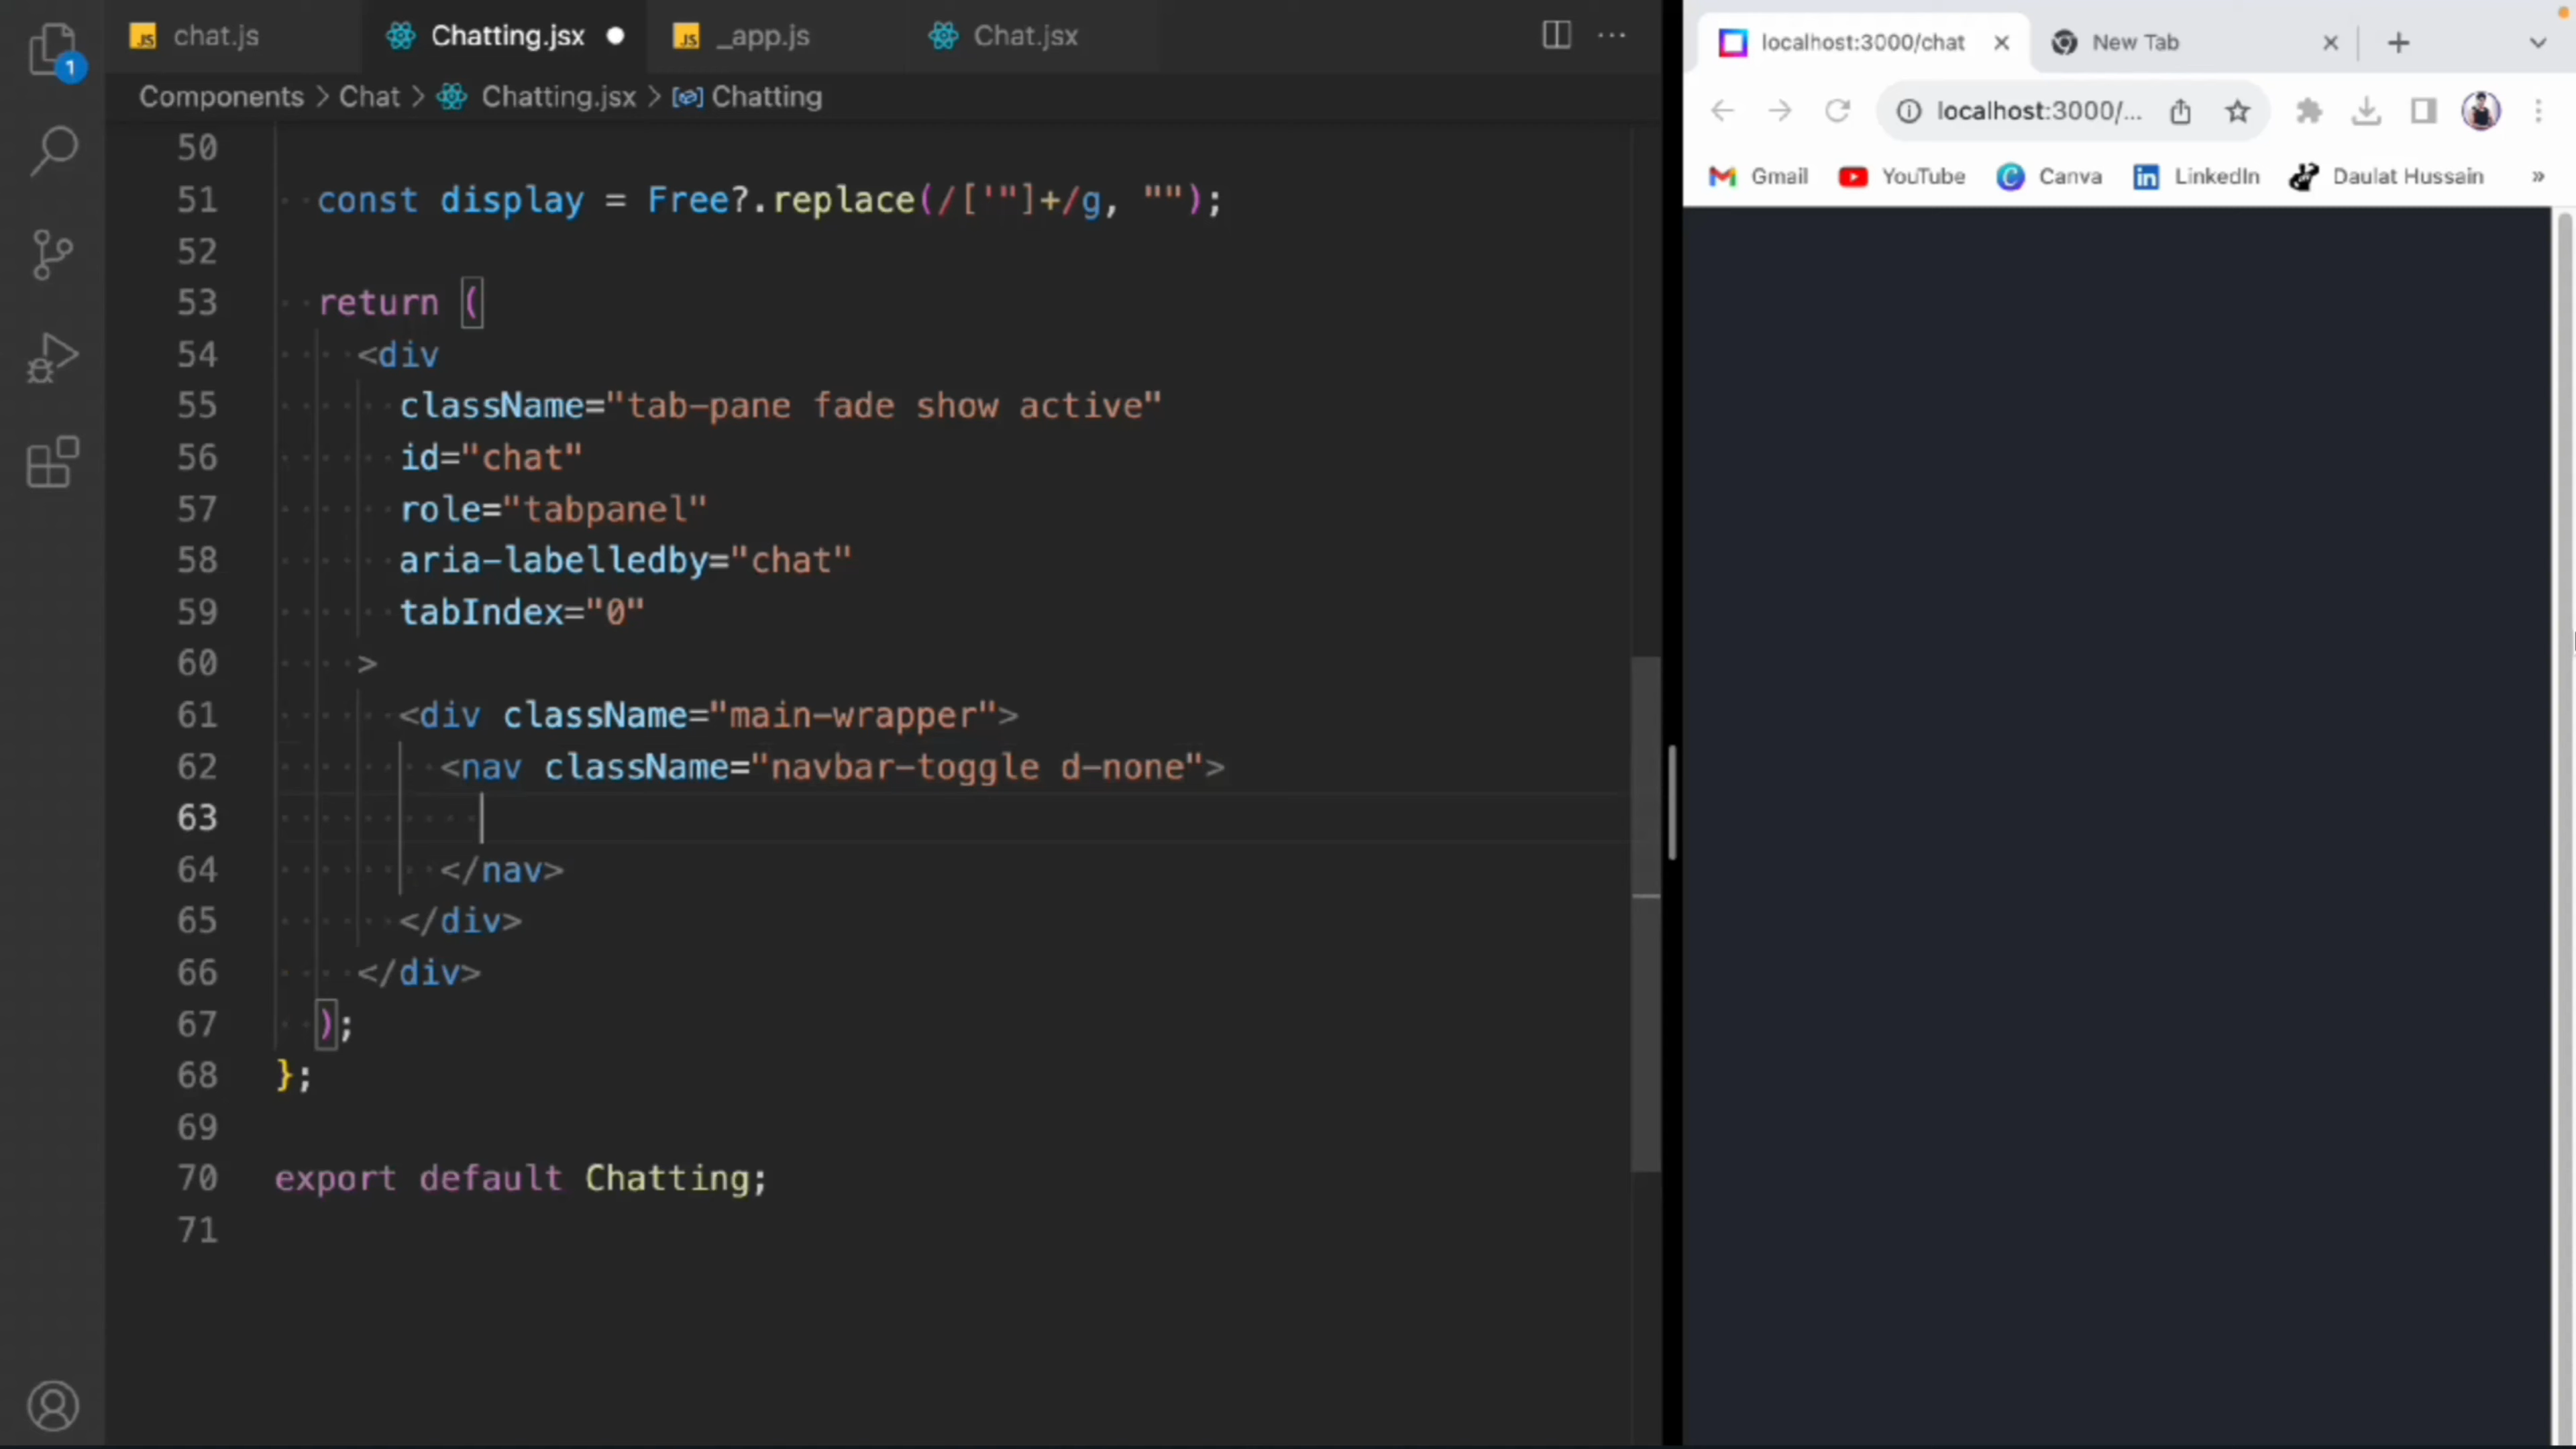 JS chat.js Chatting.jsx JS _app.js Chat.jsx ...
1
Components > Chat > Chatting.jsx > Chatting
50
51 const display = Free?.replace(/['"]+/g, "");
52
53 return (
54 <div
55 className="tab-pane fade show active"
56 id="chat"
57 role="tabpanel"
58 aria-labelledby="chat"
59 tabIndex="0"
60 >
61 <div className="main-wrapper">
62 <nav className="navbar-toggle d-none">
63
64 </nav>
65 </div>
66 </div>
67 );
68 };
69
70 export default Chatting;
71
localhost:3000/chat New Tab
localhost:3000/...
Gmail YouTube Canva in LinkedIn Daulat Hussain »